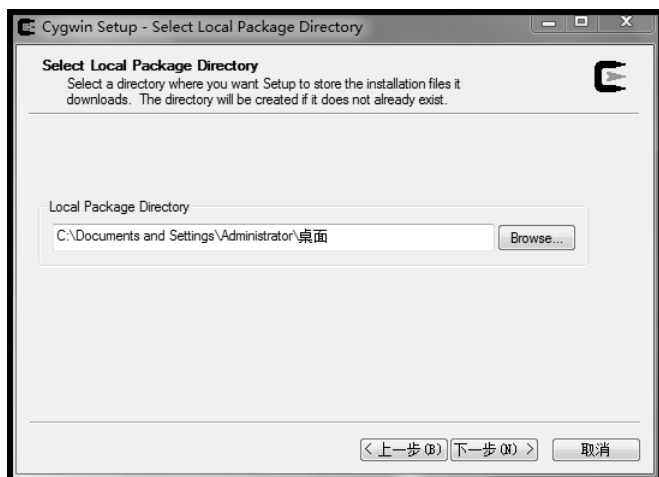 Cygwin Setup - Select Local Package Directory
Select Local Package Directory
Select a directory where you want Setup to store the installation files it
downloads. The directory will be created if it does not already exist.
Local Package Directory
C:\Documents and Settings\Administrator\桌面
Browse...
< 上一步(B)
下一步(N) >
取消